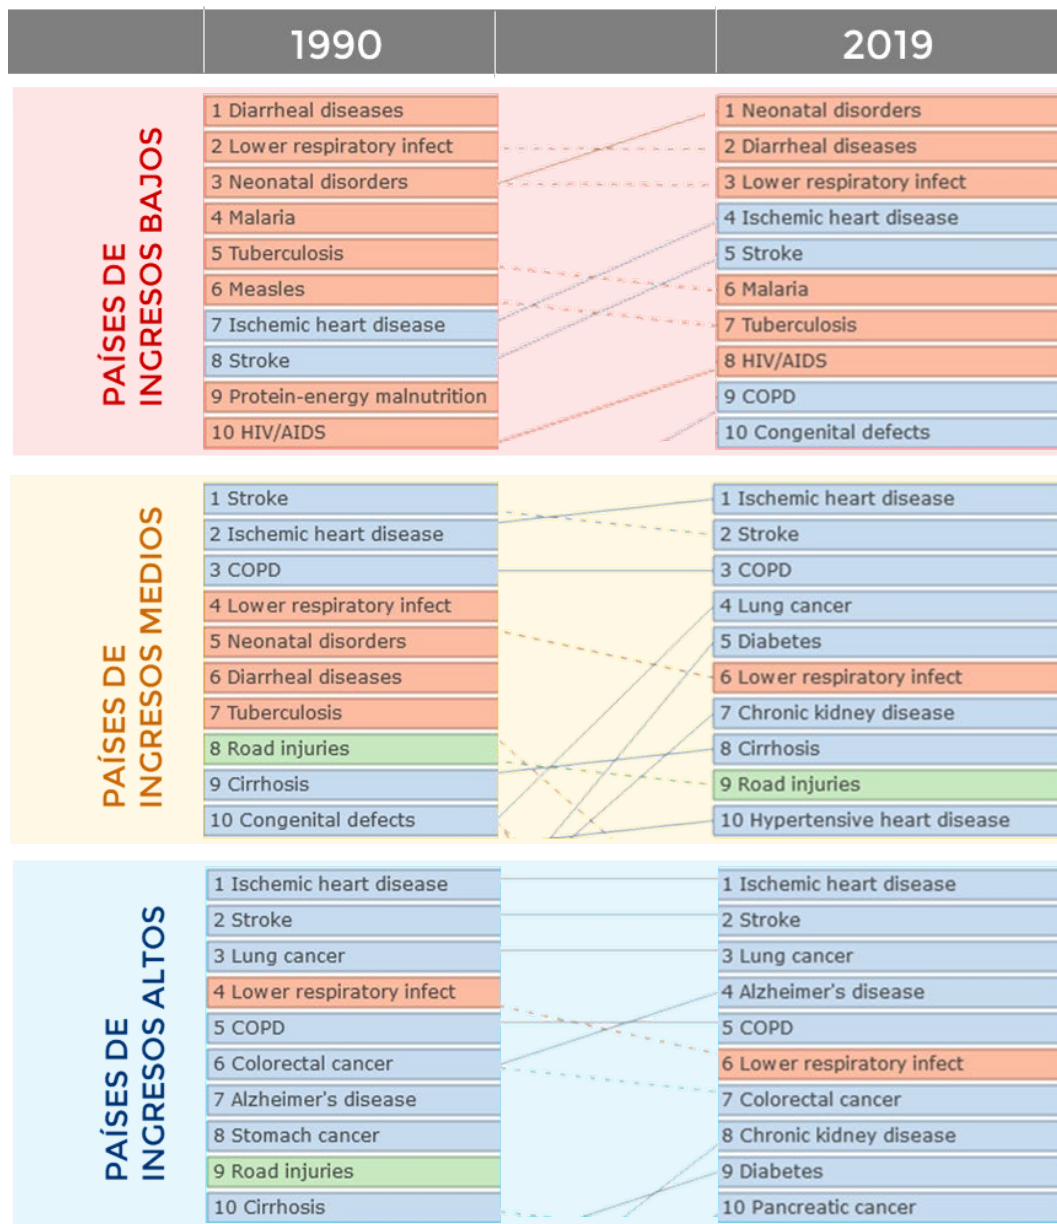 1990
2019
PAÍSES DE
INGRESOS BAJOS
1 Diarrheal diseases
2 Lower respiratory infect
3 Neonatal disorders
4 Malaria
5 Tuberculosis
6 Measles
7 Ischemic heart disease
8 Stroke
9 Protein-energy malnutrition
10 HIV/AIDS
1 Neonatal disorders
2 Diarrheal diseases
3 Lower respiratory infect
4 Ischemic heart disease
5 Stroke
6 Malaria
7 Tuberculosis
8 HIV/AIDS
9 COPD
10 Congenital defects
PAÍSES DE
INGRESOS MEDIOS
1 Stroke
2 Ischemic heart disease
3 COPD
4 Lower respiratory infect
5 Neonatal disorders
6 Diarrheal diseases
7 Tuberculosis
8 Road injuries
9 Cirrhosis
10 Congenital defects
1 Ischemic heart disease
2 Stroke
3 COPD
4 Lung cancer
5 Diabetes
6 Lower respiratory infect
7 Chronic kidney disease
8 Cirrhosis
9 Road injuries
10 Hypertensive heart disease
PAÍSES DE
INGRESOS ALTOS
1 Ischemic heart disease
2 Stroke
3 Lung cancer
4 Lower respiratory infect
5 COPD
6 Colorectal cancer
7 Alzheimer's disease
8 Stomach cancer
9 Road injuries
10 Cirrhosis
1 Ischemic heart disease
2 Stroke
3 Lung cancer
4 Alzheimer's disease
5 COPD
6 Lower respiratory infect
7 Colorectal cancer
8 Chronic kidney disease
9 Diabetes
10 Pancreatic cancer